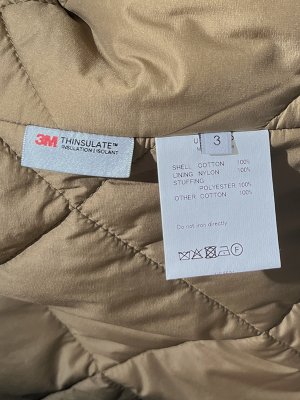 3M THINSULATE™
INSULATION | ISOLANT
3
SHELL COTTON 100%
LINING NYLON 100%
STUFFING
POLYESTER 100%
OTHER COTTON 100%
Do not iron directly
F